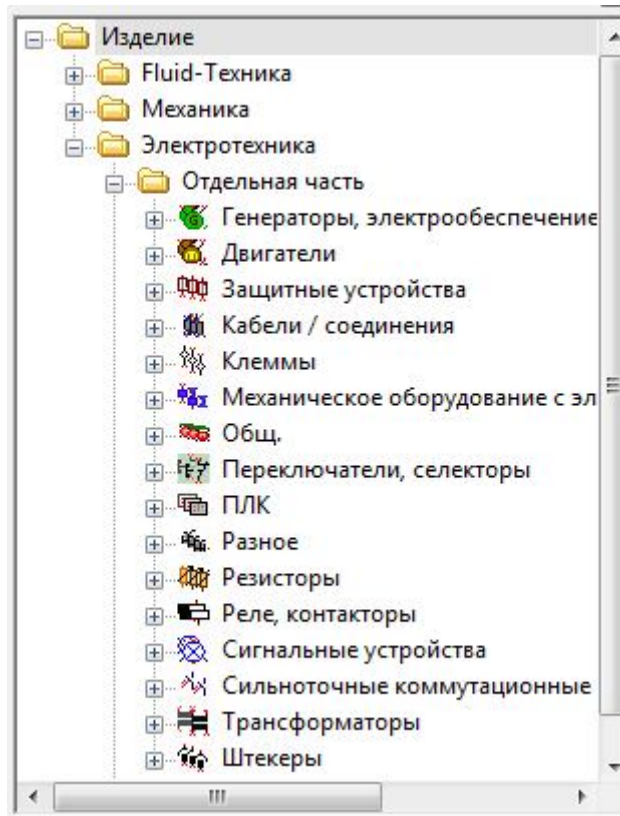 Изделие
Fluid-Техника
Механика
Электротехника
Отдельная часть
Генераторы, электрообеспечение
Двигатели
Защитные устройства
Кабели / соединения
Клеммы
Механическое оборудование с эл
Общ.
Переключатели, селекторы
ПЛК
Разное
Резисторы
Реле, контакторы
Сигнальные устройства
Сильноточные коммутационные
Трансформаторы
Штекеры